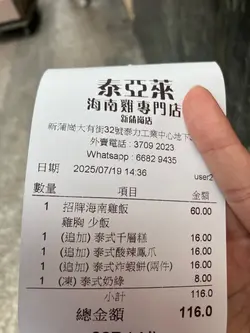 泰亞萊
海南雞專門店
新蒲崗店
新蒲崗大有街32號泰力工業中心地下
外賣電話 : 3709 2023
Whatsapp : 6682 9435
日期 2025/07/19 14:36 user2
數量 項目 金額
1 招牌海南雞飯 60.00
雞胸 少飯
1 (追加) 泰式千層糕 16.00
1 (追加) 泰式酸辣鳳爪 16.00
1 (追加) 泰式炸蝦餅(兩件) 16.00
1 (凍) 泰式奶綠 8.00
小計 116.0
總金額 116.0